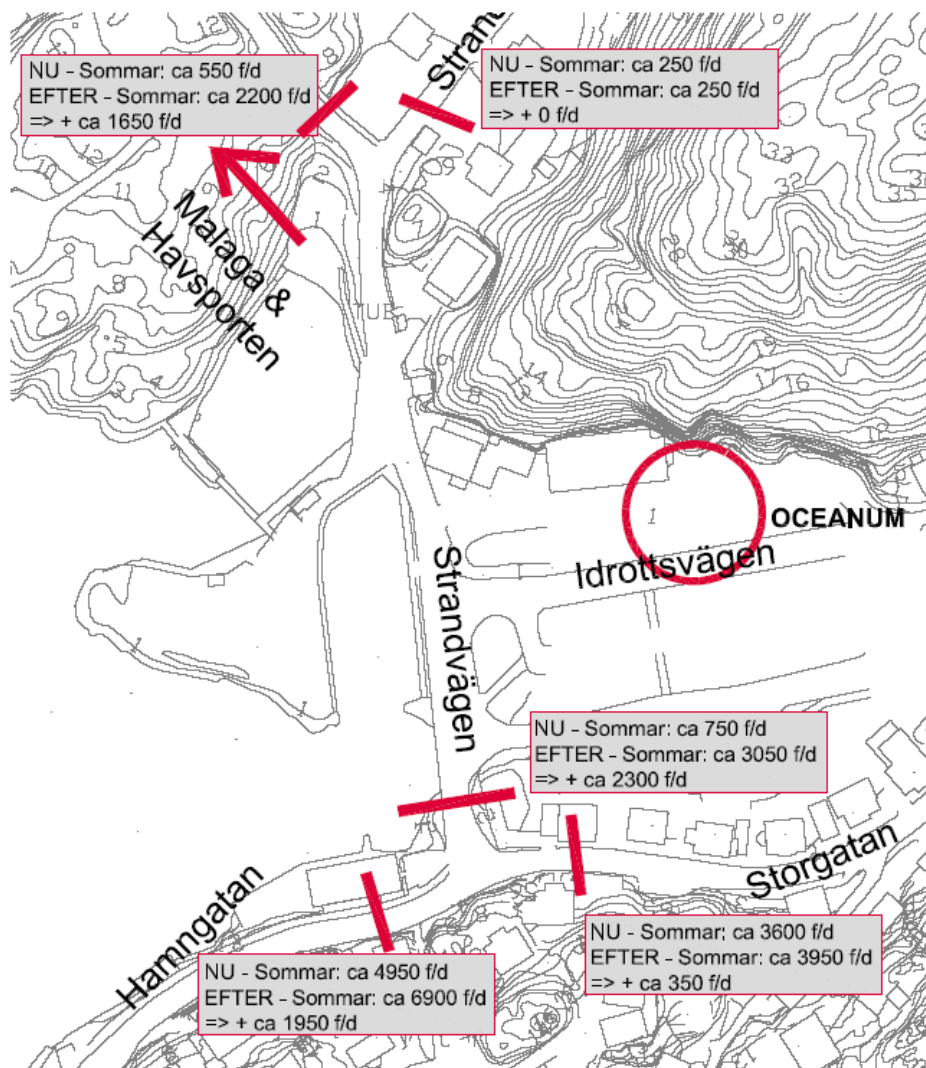 NU - Sommar: ca 550 f/d
EFTER - Sommar: ca 2200 f/d
=> + ca 1650 f/d
Strand
NU - Sommar: ca 250 f/d
EFTER - Sommar: ca 250 f/d
=> + 0 f/d
Malaga &
Havsporten
OCEANUM
Idrottsvägen
Strandvägen
NU - Sommar: ca 750 f/d
EFTER - Sommar: ca 3050 f/d
=> + ca 2300 f/d
Storgatan
Hamngatan
NU - Sommar: ca 3600 f/d
EFTER - Sommar: ca 3950 f/d
=> + ca 350 f/d
NU - Sommar: ca 4950 f/d
EFTER - Sommar: ca 6900 f/d
=> + ca 1950 f/d